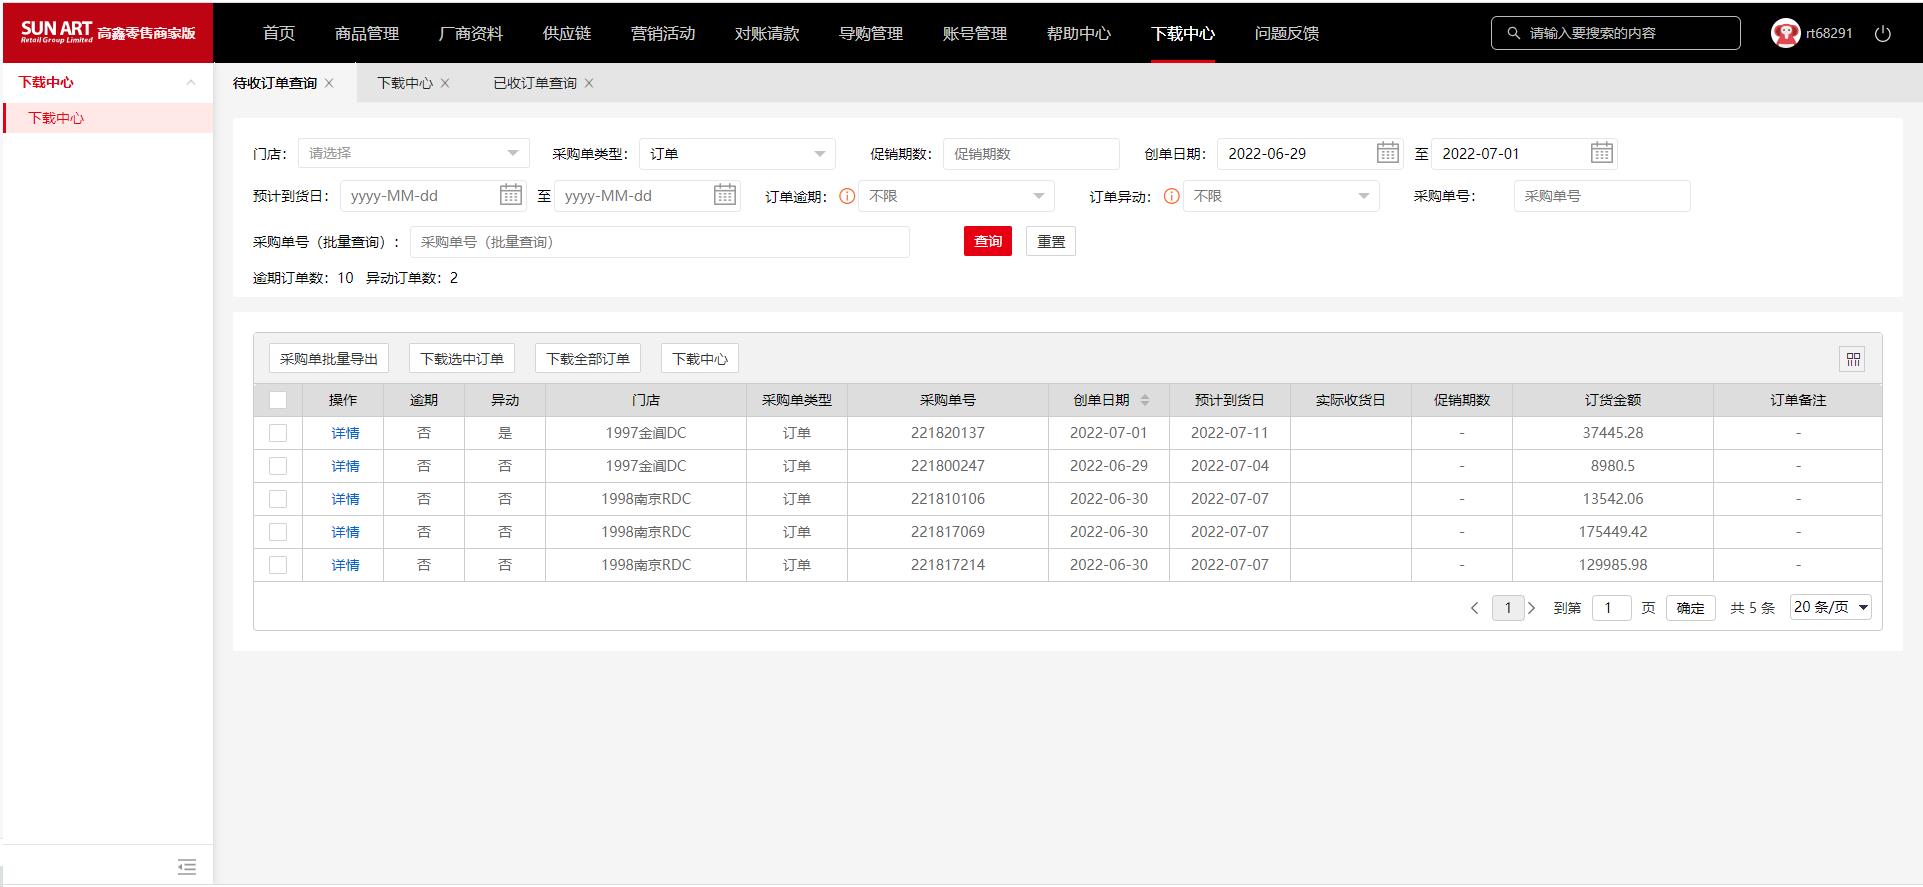 SUN ART
Retail Group Limited
高鑫零售商家版
首页 商品管理 厂商资料 供应链 营销活动 对账请款 导购管理 账号管理 帮助中心 下载中心 问题反馈 请输入要搜索的内容 rt68291
下载中心
下载中心
待收订单查询 下载中心 已收订单查询
门店： 请选择 采购单类型： 订单 促销期数： 促销期数 创单日期： 2022-06-29 至 2022-07-01
预计到货日： yyyy-MM-dd 至 yyyy-MM-dd 订单逾期： 不限 订单异动： 不限 采购单号： 采购单号
采购单号（批量查询）： 采购单号（批量查询） 查询 重置
逾期订单数：10 异动订单数：2
采购单批量导出 下载选中订单 下载全部订单 下载中心
操作 逾期 异动 门店 采购单类型 采购单号 创单日期 预计到货日 实际收货日 促销期数 订货金额 订单备注
详情 否 是 1997金阊DC 订单 221820137 2022-07-01 2022-07-11 - 37445.28 -
详情 否 否 1997金阊DC 订单 221800247 2022-06-29 2022-07-04 - 8980.5 -
详情 否 否 1998南京RDC 订单 221810106 2022-06-30 2022-07-07 - 13542.06 -
详情 否 否 1998南京RDC 订单 221817069 2022-06-30 2022-07-07 - 175449.42 -
详情 否 否 1998南京RDC 订单 221817214 2022-06-30 2022-07-07 - 129985.98 -
1 到第 1 页 确定 共 5 条 20 条/页